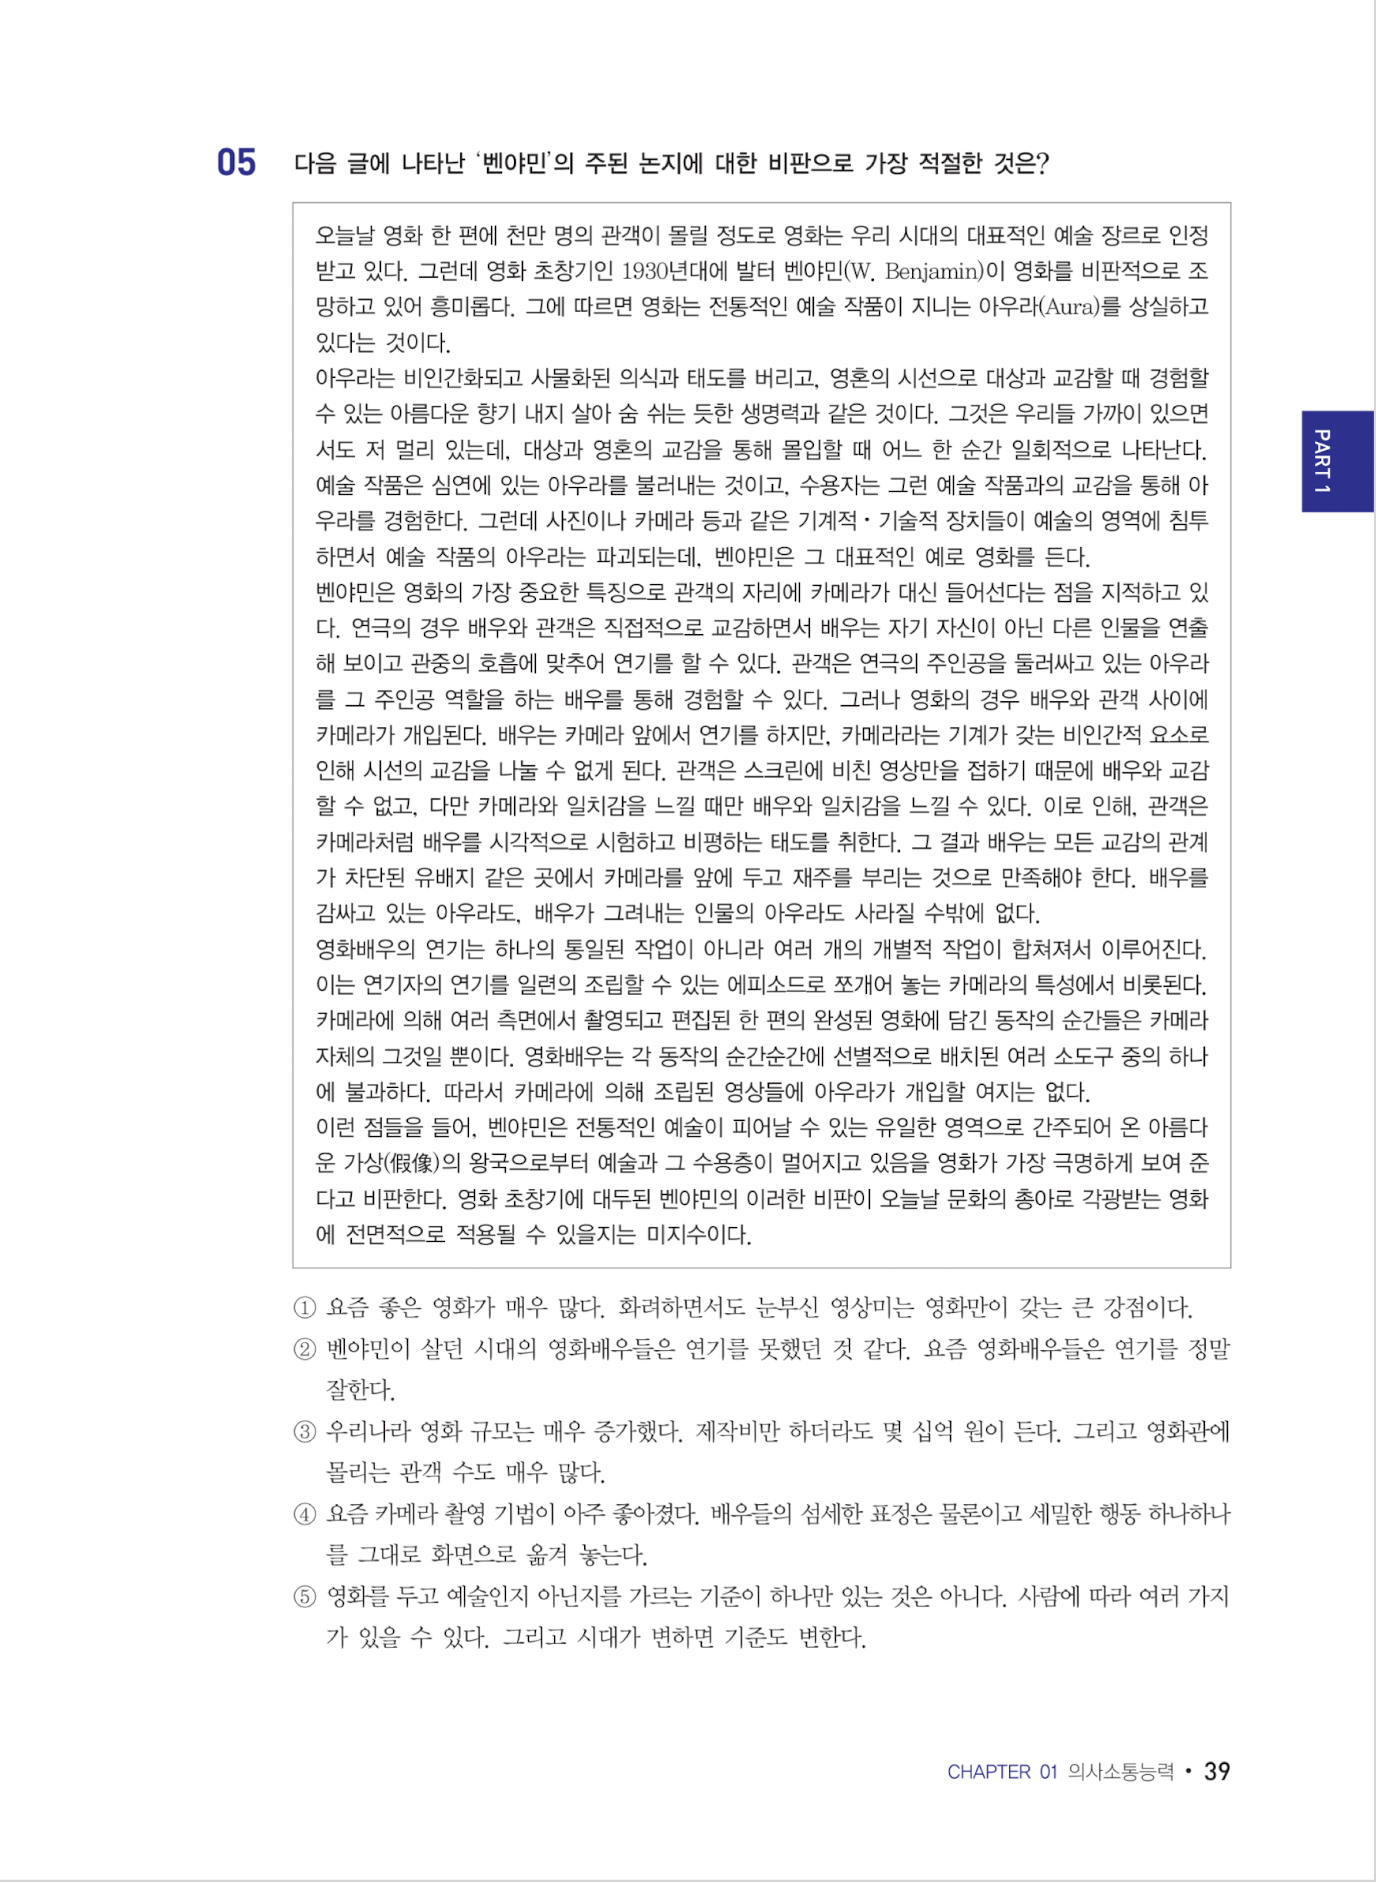 05 다음 글에 나타난 ‘벤야민’의 주된 논지에 대한 비판으로 가장 적절한 것은?
오늘날 영화 한 편에 천만 명의 관객이 몰릴 정도로 영화는 우리 시대의 대표적인 예술 장르로 인정
받고 있다. 그런데 영화 초창기인 1930년대에 발터 벤야민(W. Benjamin)이 영화를 비판적으로 조
망하고 있어 흥미롭다. 그에 따르면 영화는 전통적인 예술 작품이 지니는 아우라(Aura)를 상실하고
있다는 것이다.
아우라는 비인간화되고 사물화된 의식과 태도를 버리고, 영혼의 시선으로 대상과 교감할 때 경험할
수 있는 아름다운 향기 내지 살아 숨 쉬는 듯한 생명력과 같은 것이다. 그것은 우리들 가까이 있으면
서도 저 멀리 있는데, 대상과 영혼의 교감을 통해 몰입할 때 어느 한 순간 일회적으로 나타난다.
예술 작품은 심연에 있는 아우라를 불러내는 것이고, 수용자는 그런 예술 작품과의 교감을 통해 아
우라를 경험한다. 그런데 사진이나 카메라 등과 같은 기계적·기술적 장치들이 예술의 영역에 침투
하면서 예술 작품의 아우라는 파괴되는데, 벤야민은 그 대표적인 예로 영화를 든다.
벤야민은 영화의 가장 중요한 특징으로 관객의 자리에 카메라가 대신 들어선다는 점을 지적하고 있
다. 연극의 경우 배우와 관객은 직접적으로 교감하면서 배우는 자기 자신이 아닌 다른 인물을 연출
해 보이고 관중의 호흡에 맞추어 연기를 할 수 있다. 관객은 연극의 주인공을 둘러싸고 있는 아우라
를 그 주인공 역할을 하는 배우를 통해 경험할 수 있다. 그러나 영화의 경우 배우와 관객 사이에
카메라가 개입된다. 배우는 카메라 앞에서 연기를 하지만, 카메라라는 기계가 갖는 비인간적 요소로
인해 시선의 교감을 나눌 수 없게 된다. 관객은 스크린에 비친 영상만을 접하기 때문에 배우와 교감
할 수 없고, 다만 카메라와 일치감을 느낄 때만 배우와 일치감을 느낄 수 있다. 이로 인해, 관객은
카메라처럼 배우를 시각적으로 시험하고 비평하는 태도를 취한다. 그 결과 배우는 모든 교감의 관계
가 차단된 유배지 같은 곳에서 카메라를 앞에 두고 재주를 부리는 것으로 만족해야 한다. 배우를
감싸고 있는 아우라도, 배우가 그려내는 인물의 아우라도 사라질 수밖에 없다.
영화배우의 연기는 하나의 통일된 작업이 아니라 여러 개의 개별적 작업이 합쳐져서 이루어진다.
이는 연기자의 연기를 일련의 조립할 수 있는 에피소드로 쪼개어 놓는 카메라의 특성에서 비롯된다.
카메라에 의해 여러 측면에서 촬영되고 편집된 한 편의 완성된 영화에 담긴 동작의 순간들은 카메라
자체의 그것일 뿐이다. 영화배우는 각 동작의 순간순간에 선별적으로 배치된 여러 소도구 중의 하나
에 불과하다. 따라서 카메라에 의해 조립된 영상들에 아우라가 개입할 여지는 없다.
이런 점들을 들어, 벤야민은 전통적인 예술이 피어날 수 있는 유일한 영역으로 간주되어 온 아름다
운 가상(假像)의 왕국으로부터 예술과 그 수용층이 멀어지고 있음을 영화가 가장 극명하게 보여 준
다고 비판한다. 영화 초창기에 대두된 벤야민의 이러한 비판이 오늘날 문화의 총아로 각광받는 영화
에 전면적으로 적용될 수 있을지는 미지수이다.
PART 1
① 요즘 좋은 영화가 매우 많다. 화려하면서도 눈부신 영상미는 영화만이 갖는 큰 강점이다.
② 벤야민이 살던 시대의 영화배우들은 연기를 못했던 것 같다. 요즘 영화배우들은 연기를 정말
잘한다.
③ 우리나라 영화 규모는 매우 증가했다. 제작비만 하더라도 몇 십억 원이 든다. 그리고 영화관에
몰리는 관객 수도 매우 많다.
④ 요즘 카메라 촬영 기법이 아주 좋아졌다. 배우들의 섬세한 표정은 물론이고 세밀한 행동 하나하나
를 그대로 화면으로 옮겨 놓는다.
⑤ 영화를 두고 예술인지 아닌지를 가르는 기준이 하나만 있는 것은 아니다. 사람에 따라 여러 가지
가 있을 수 있다. 그리고 시대가 변하면 기준도 변한다.
CHAPTER 01 의사소통능력 • 39